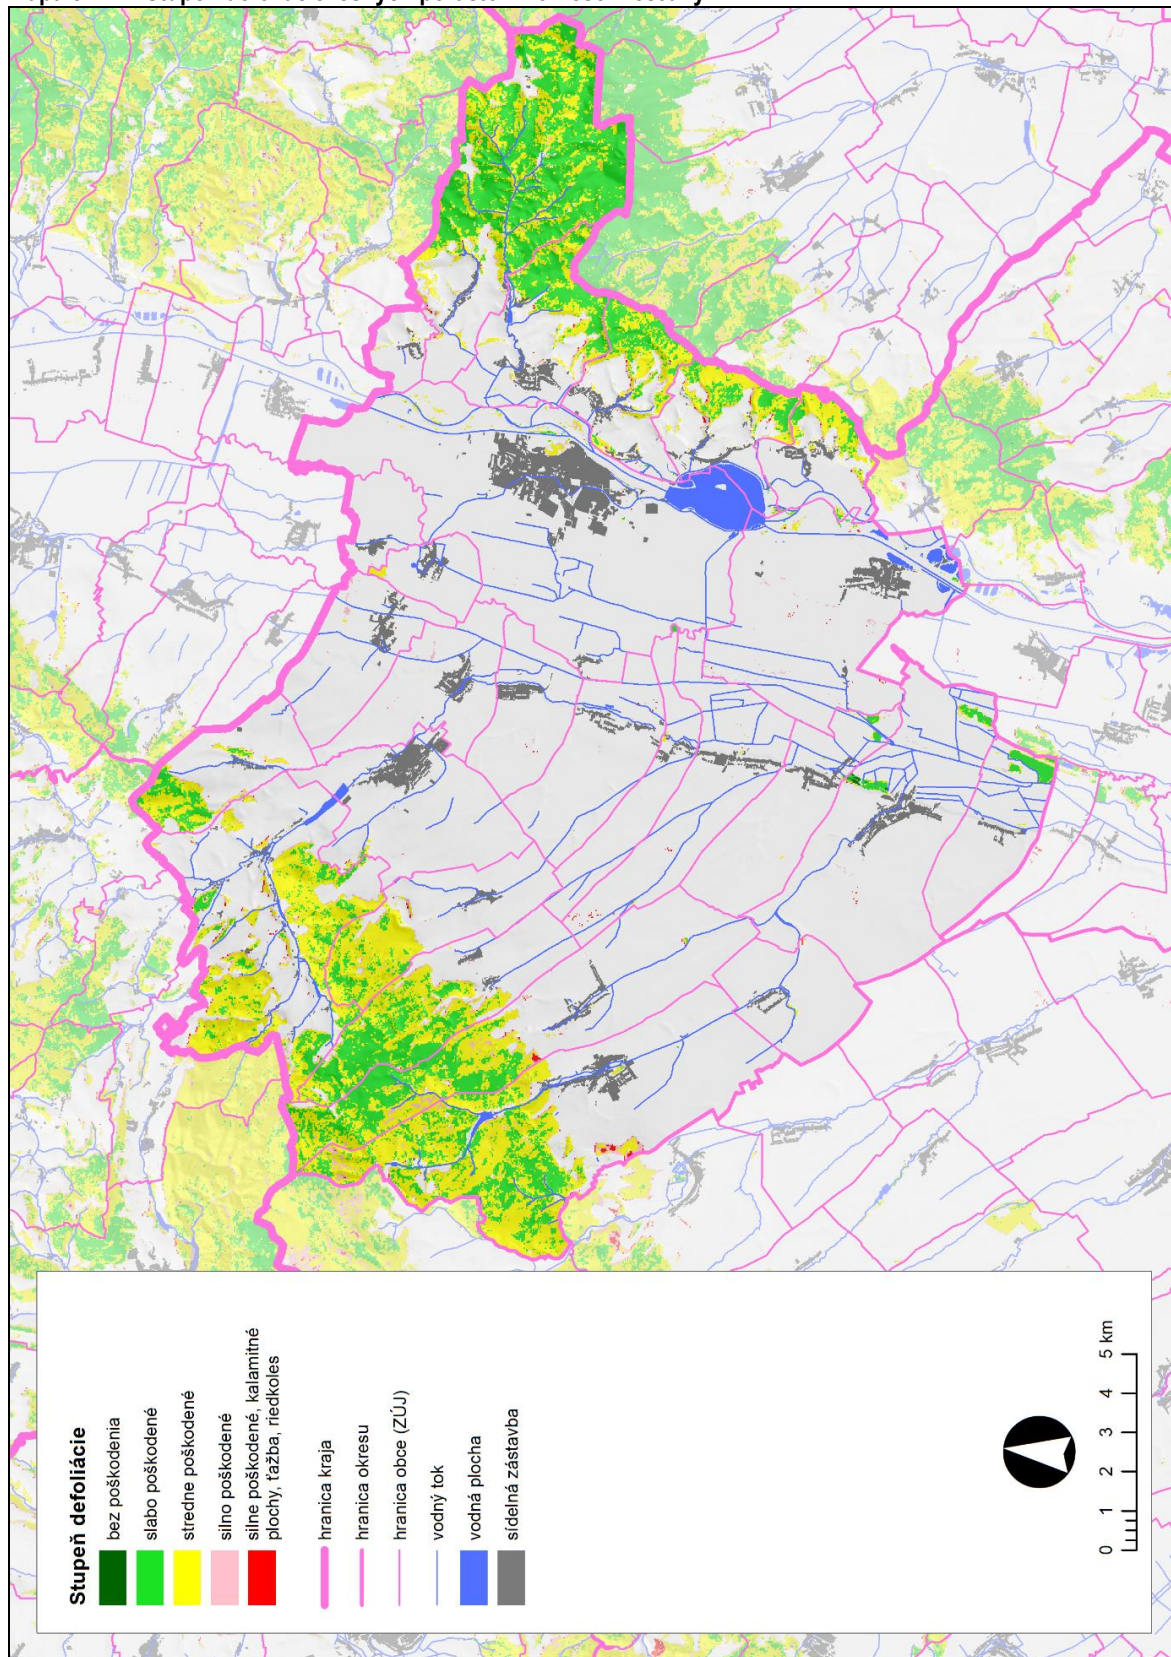 Stupeň defoliácie
bez poškodenia
slabo poškodené
stredne poškodené
silno poškodené
silne poškodené, kalamitné
plochy, ťažba, riedkoles
hranica kraja
hranica okresu
hranica obce (ZÚJ)
vodný tok
vodná plocha
sídelná zástavba
0 1 2 3 4 5 km